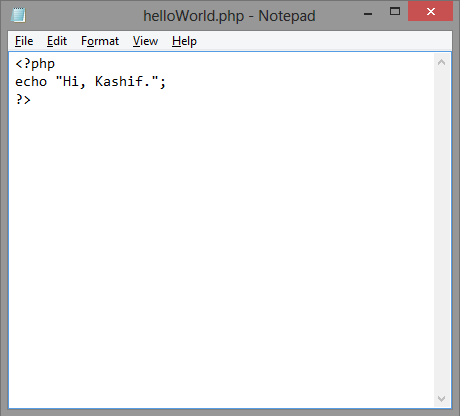 helloWorld.php - Notepad
File Edit Format View Help
<?php
echo "Hi, Kashif.";
?>